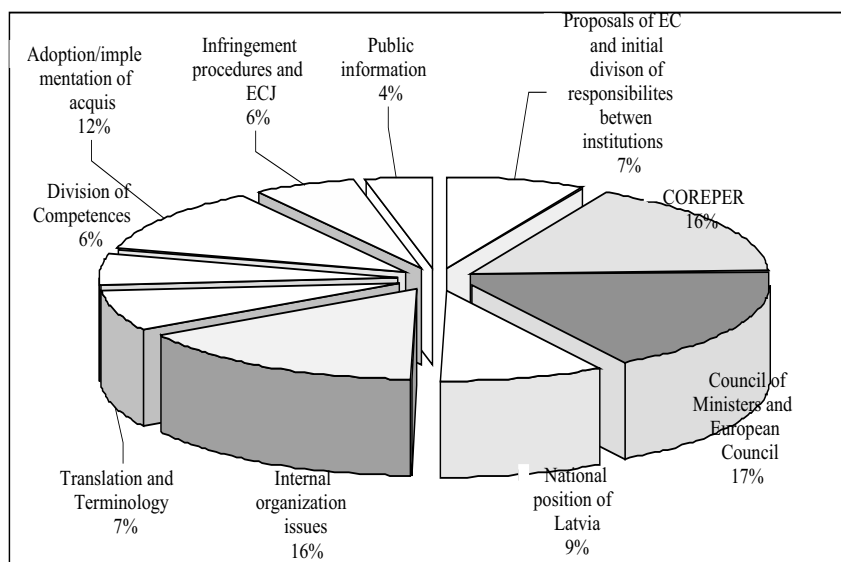 Adoption/imple
mentation of
acquis
12%
Infringement
procedures and
ECJ
6%
Public
information
4%
Proposals of EC
and initial
divison of
responsibilites
betwen
institutions
7%
COREPER
16%
Council of
Ministers and
European
Council
17%
National
position of
Latvia
9%
Internal
organization
issues
16%
Translation and
Terminology
7%
Division of
Competences
6%